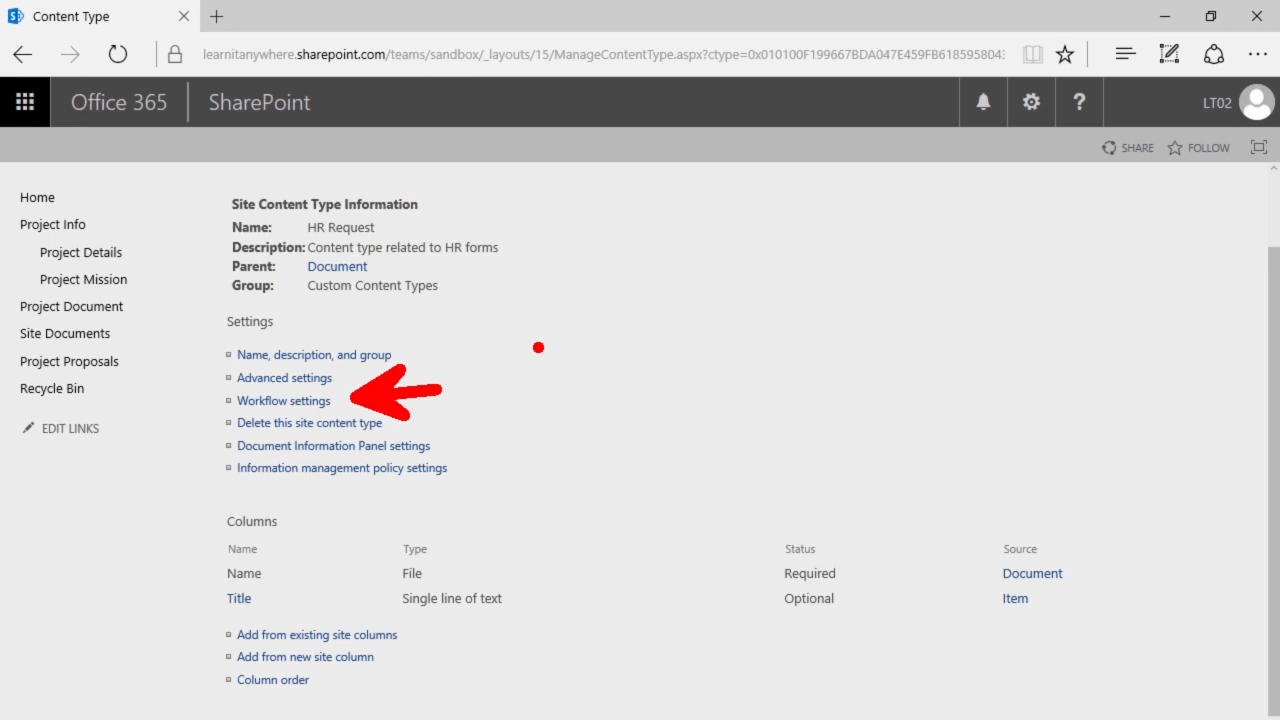 Content Type
learnitanywhere.sharepoint.com/teams/sandbox/_layouts/15/ManageContentType.aspx?ctype=0x010100F199667BDA047E459FB618595804
Office 365 SharePoint ? LT02
SHARE FOLLOW
Home
Project Info
Project Details
Project Mission
Project Document
Site Documents
Project Proposals
Recycle Bin
EDIT LINKS
Site Content Type Information
Name: HR Request
Description: Content type related to HR forms
Parent: Document
Group: Custom Content Types
Settings
Name, description, and group
Advanced settings
Workflow settings
Delete this site content type
Document Information Panel settings
Information management policy settings
Columns
Name Type Status Source
Name File Required Document
Title Single line of text Optional Item
Add from existing site columns
Add from new site column
Column order